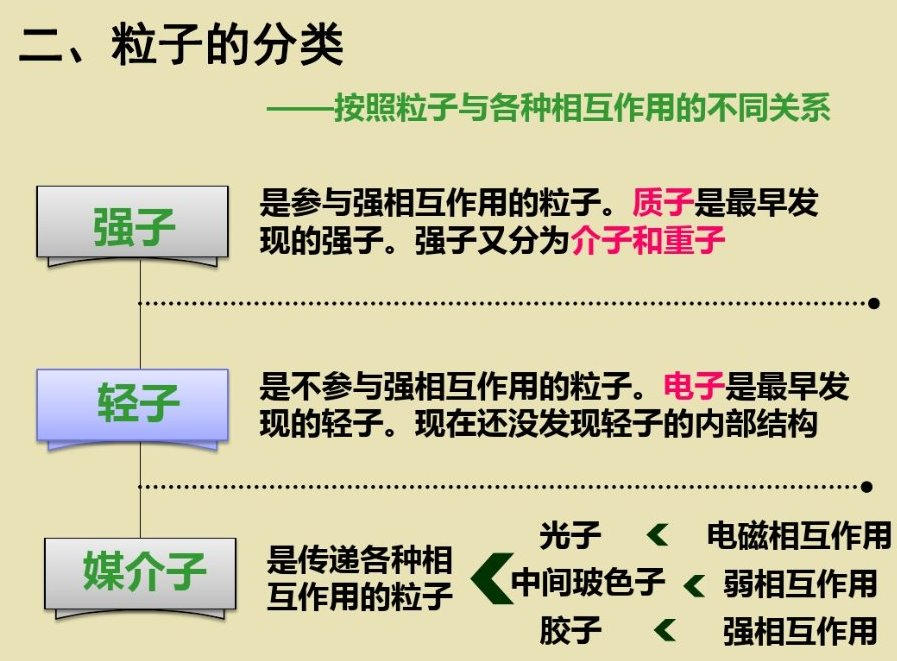 二、粒子的分类
——按照粒子与各种相互作用的不同关系
强子
是参与强相互作用的粒子。质子是最早发
现的强子。强子又分为介子和重子
轻子
是不参与强相互作用的粒子。电子是最早发
现的轻子。现在还没发现轻子的内部结构
媒介子
是传递各种相
互作用的粒子
光子 电磁相互作用
中间玻色子 弱相互作用
胶子 强相互作用